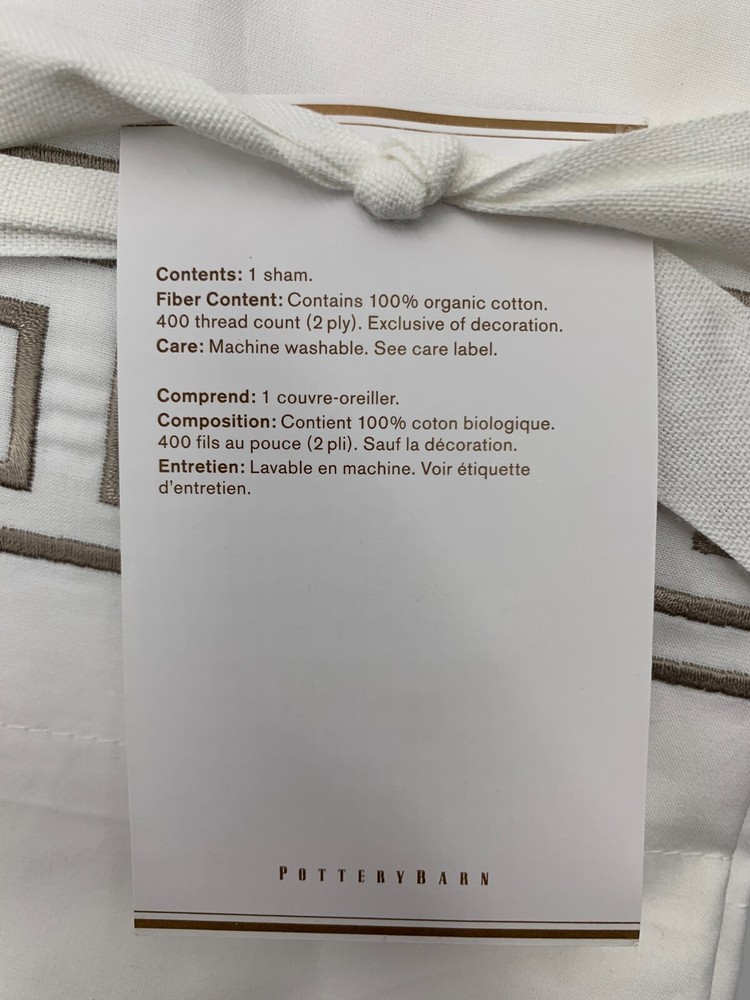 Contents: 1 sham.
Fiber Content: Contains 100% organic cotton.
400 thread count (2 ply). Exclusive of decoration.
Care: Machine washable. See care label.
Comprend: 1 couvre-oreiller.
Composition: Contient 100% coton biologique.
400 fils au pouce (2 pli). Sauf la décoration.
Entretien: Lavable en machine. Voir étiquette
d'entretien.
POTTERYBARN